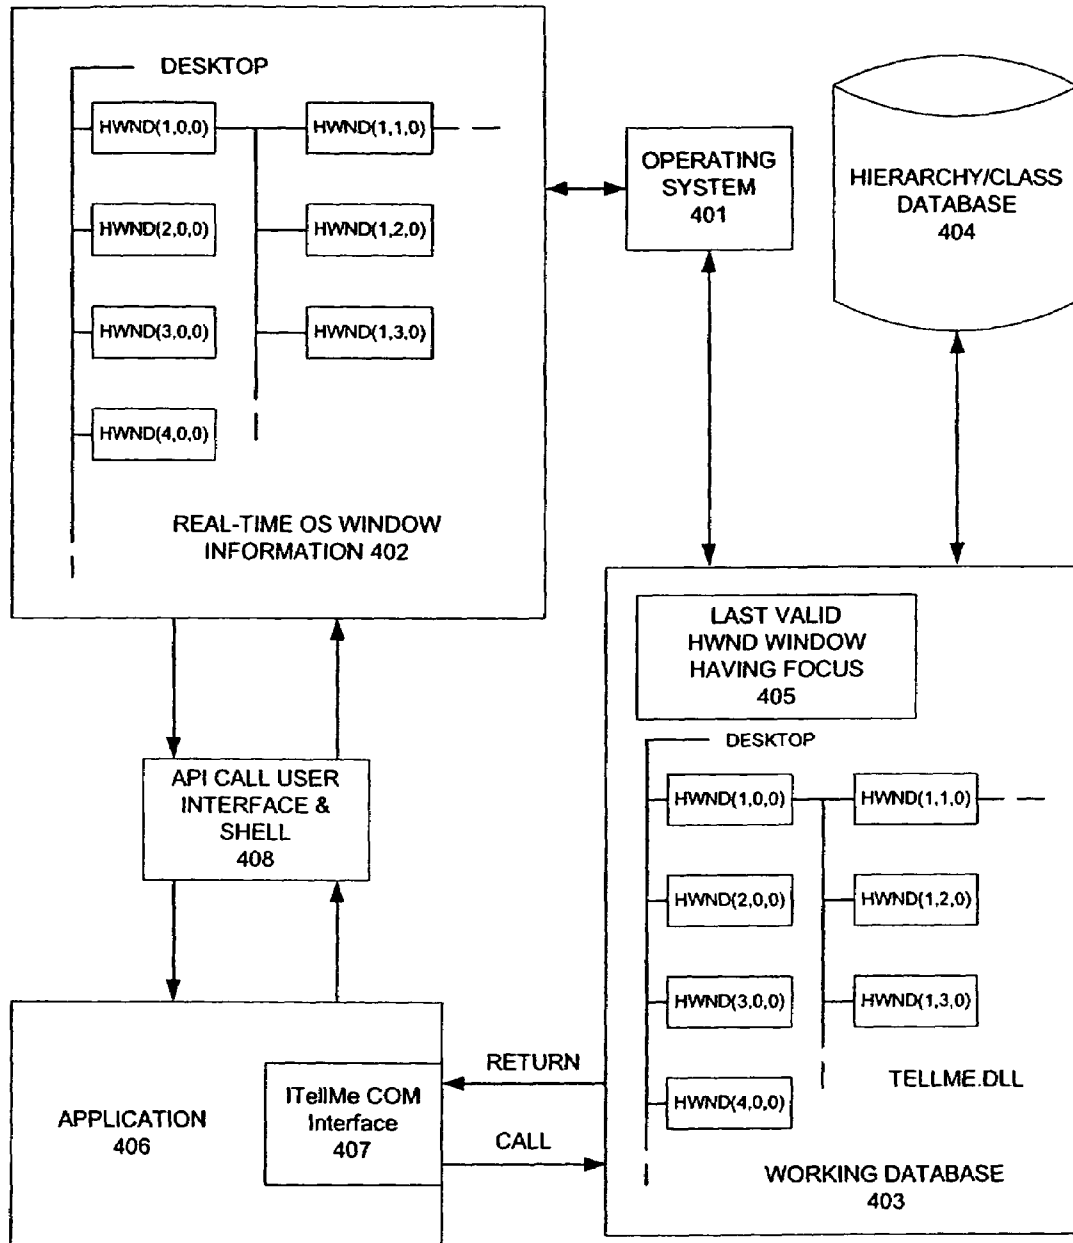 DESKTOP
HWND(1,0,0)
HWND(1,1,0)
HWND(2,0,0)
HWND(1,2,0)
HWND(3,0,0)
HWND(1,3,0)
HWND(4,0,0)
REAL-TIME OS WINDOW
INFORMATION 402
OPERATING
SYSTEM
401
HIERARCHY/CLASS
DATABASE
404
API CALL USER
INTERFACE &
SHELL
408
LAST VALID
HWND WINDOW
HAVING FOCUS
405
DESKTOP
HWND(1,0,0)
HWND(1,1,0)
HWND(2,0,0)
HWND(1,2,0)
HWND(3,0,0)
HWND(1,3,0)
HWND(4,0,0)
TELLME.DLL
WORKING DATABASE
403
APPLICATION
406
ITellMe COM
Interface
407
RETURN
CALL